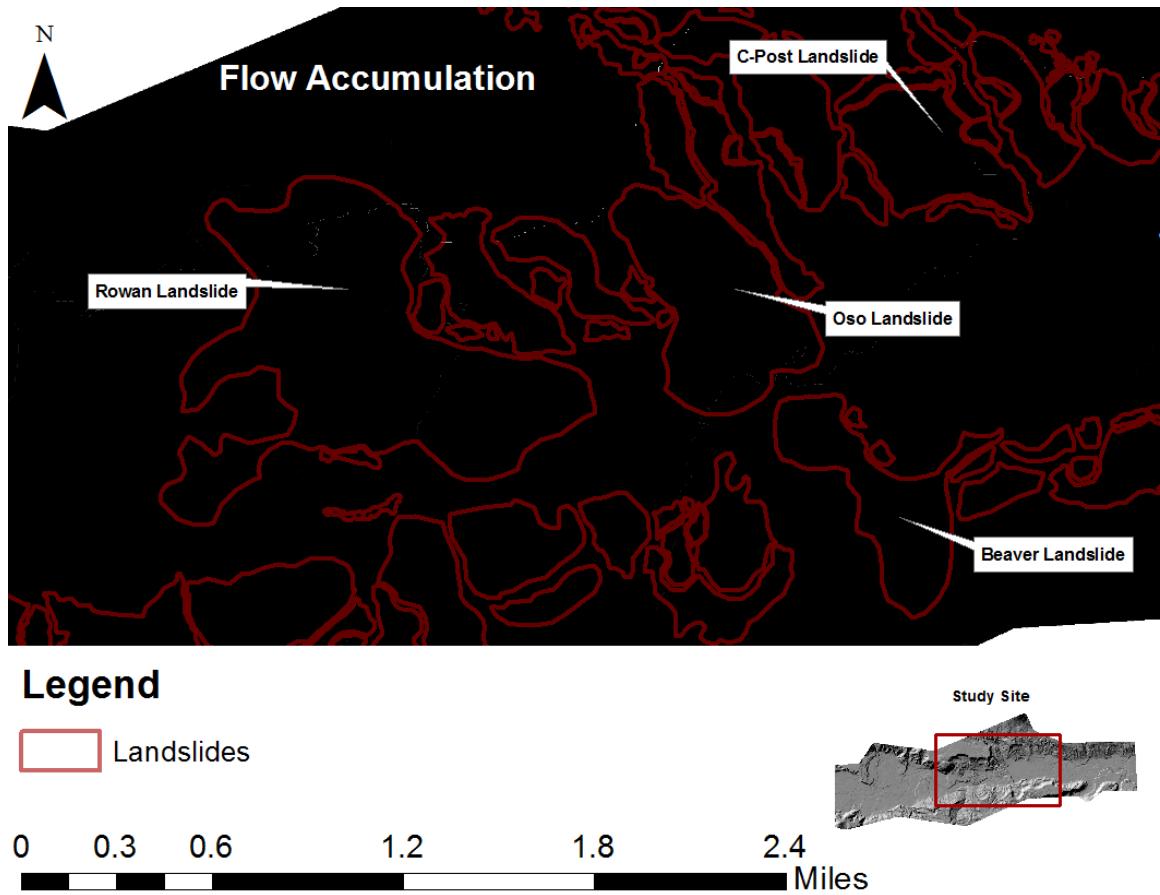 N
Flow Accumulation
C-Post Landslide
Rowan Landslide
Oso Landslide
Beaver Landslide
Legend
Landslides
Study Site
0 0.3 0.6 1.2 1.8 2.4
Miles